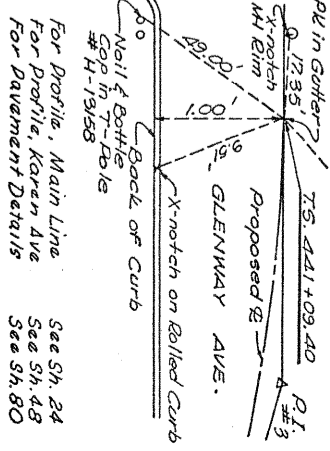 PK in Gutter
17.35'
X-notch
MH Rim
T.S. 441+09.40
P.I.
#3
Proposed ℄
GLENWAY AVE.
49.00'
1.00'
9.51'
X-notch on Rolled Curb
Back of Curb
Nail & Bottle
Cap in T-Pole
#H-13158
For Profile, Main Line See Sh. 24
For Profile, Karen Ave See Sh. 48
For Pavement Details See Sh. 80